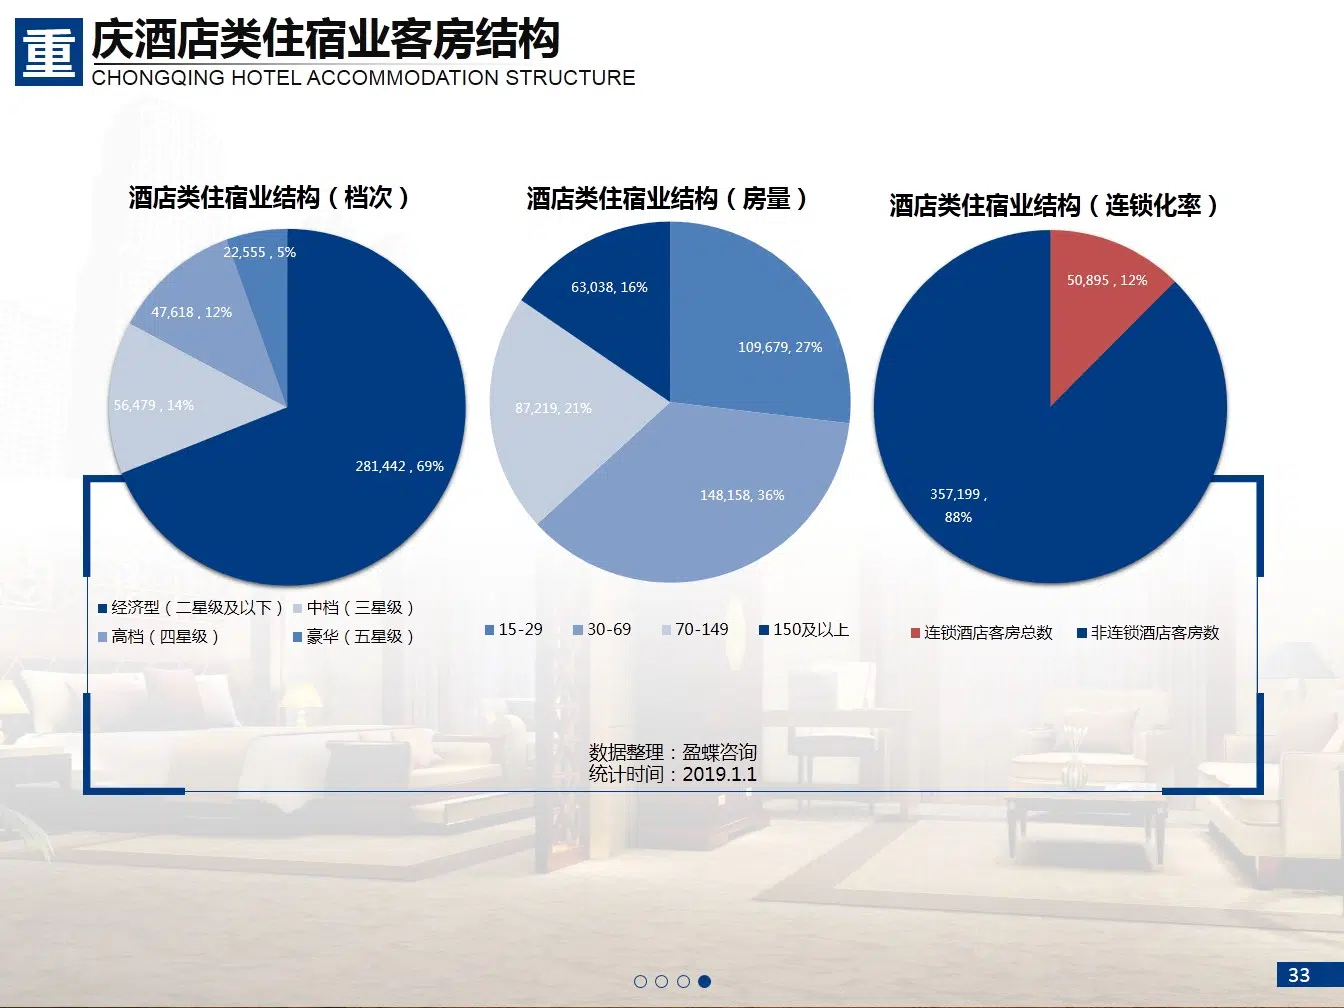 重庆酒店类住宿业客房结构
CHONGQING HOTEL ACCOMMODATION STRUCTURE
酒店类住宿业结构（档次）
22,555 , 5%
47,618 , 12%
56,479 , 14%
281,442 , 69%
经济型（二星级及以下） 中档（三星级）
高档（四星级） 豪华（五星级）
酒店类住宿业结构（房量）
63,038, 16%
109,679, 27%
87,219, 21%
148,158, 36%
15-29 30-69 70-149 150及以上
酒店类住宿业结构（连锁化率）
50,895 , 12%
357,199 ,
88%
连锁酒店客房总数 非连锁酒店客房数
数据整理：盈蝶咨询
统计时间：2019.1.1
33